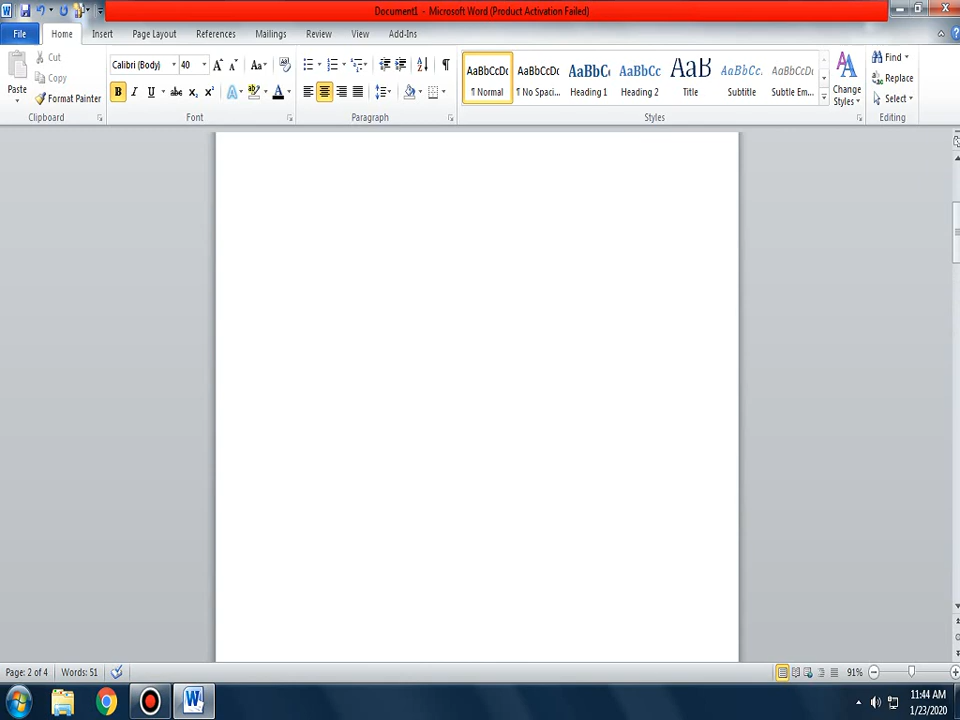 Document1 - Microsoft Word (Product Activation Failed)
File Home Insert Page Layout References Mailings Review View Add-Ins
Paste
Cut
Copy
Format Painter
Clipboard
Calibri (Body) 40
Font
Paragraph
AaBbCcDc AaBbCcDc AaBbC AaBbCc AaB AaBbCc. AaBbCcDc
¶ Normal ¶ No Spaci... Heading 1 Heading 2 Title Subtitle Subtle Em...
Change Styles
Styles
Find
Replace
Select
Editing
Page: 2 of 4 Words: 51
91%
11:44 AM
1/23/2020